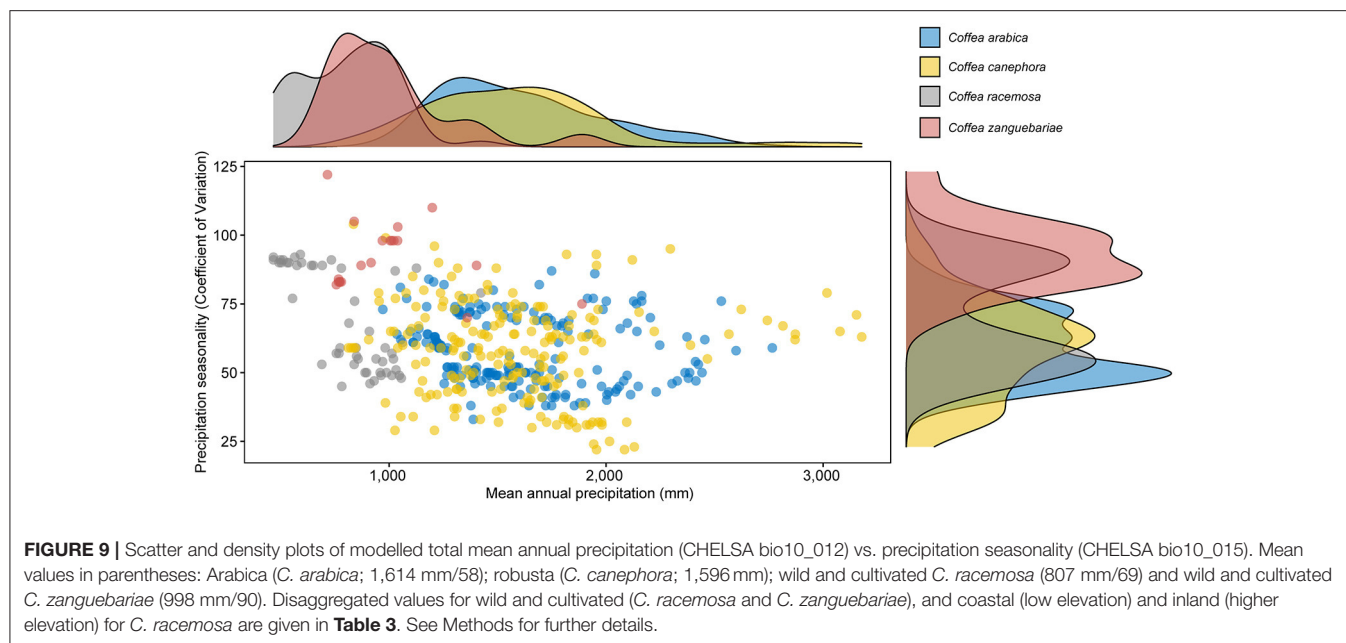 Coffea arabica
Coffea canephora
Coffea racemosa
Coffea zanguebariae
Precipitation seasonality (Coefficient of Variation)
125
100
75
50
25
1,000
2,000
3,000
Mean annual precipitation (mm)
FIGURE 9 | Scatter and density plots of modelled total mean annual precipitation (CHELSA bio10_012) vs. precipitation seasonality (CHELSA bio10_015). Mean
values in parentheses: Arabica (C. arabica; 1,614 mm/58); robusta (C. canephora; 1,596 mm); wild and cultivated C. racemosa (807 mm/69) and wild and cultivated
C. zanguebariae (998 mm/90). Disaggregated values for wild and cultivated (C. racemosa and C. zanguebariae), and coastal (low elevation) and inland (higher
elevation) for C. racemosa are given in Table 3. See Methods for further details.